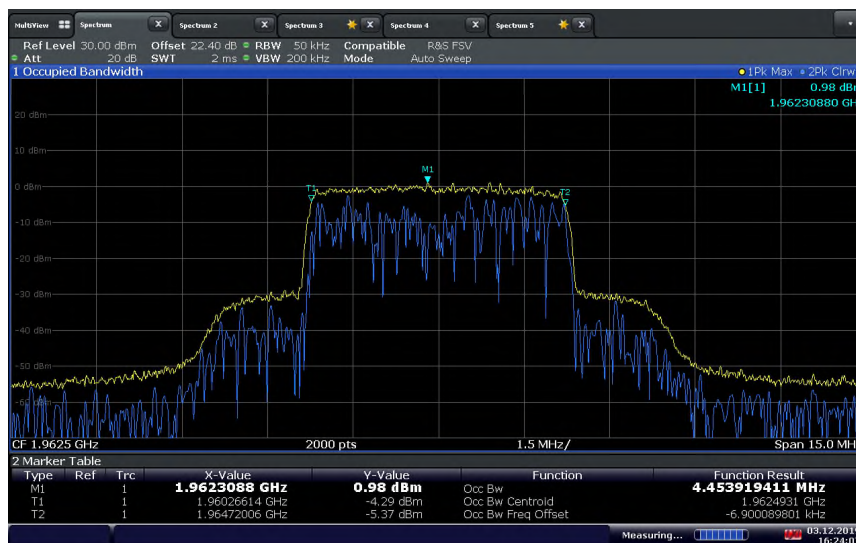 MultiView Spectrum X Spectrum 2 X Spectrum 3 X Spectrum 4 X Spectrum 5 X
Ref Level 30.00 dBm Offset 22.40 dB RBW 50 kHz Compatible R&S FSV
Att 20 dB SWT 2 ms VBW 200 kHz Mode Auto Sweep
1 Occupied Bandwidth 1Pk Max 2Pk Clrw
M1[1] 0.98 dBm
1.96230880 GH
20 dBm
10 dBm
M1
0 dBm T1 T2
-10 dBm
-20 dBm
-30 dBm
-40 dBm
-50 dBm
CF 1.9625 GHz 2000 pts 1.5 MHz/ Span 15.0 MH
2 Marker Table
Type Ref Trc X-Value Y-Value Function Function Result
M1 1 1.9623088 GHz 0.98 dBm Occ Bw 4.453919411 MHz
T1 1 1.96026614 GHz -4.29 dBm Occ Bw Centroid 1.9624931 GHz
T2 1 1.96472006 GHz -5.37 dBm Occ Bw Freq Offset -6.900089801 kHz
Measuring... 03.12.2019